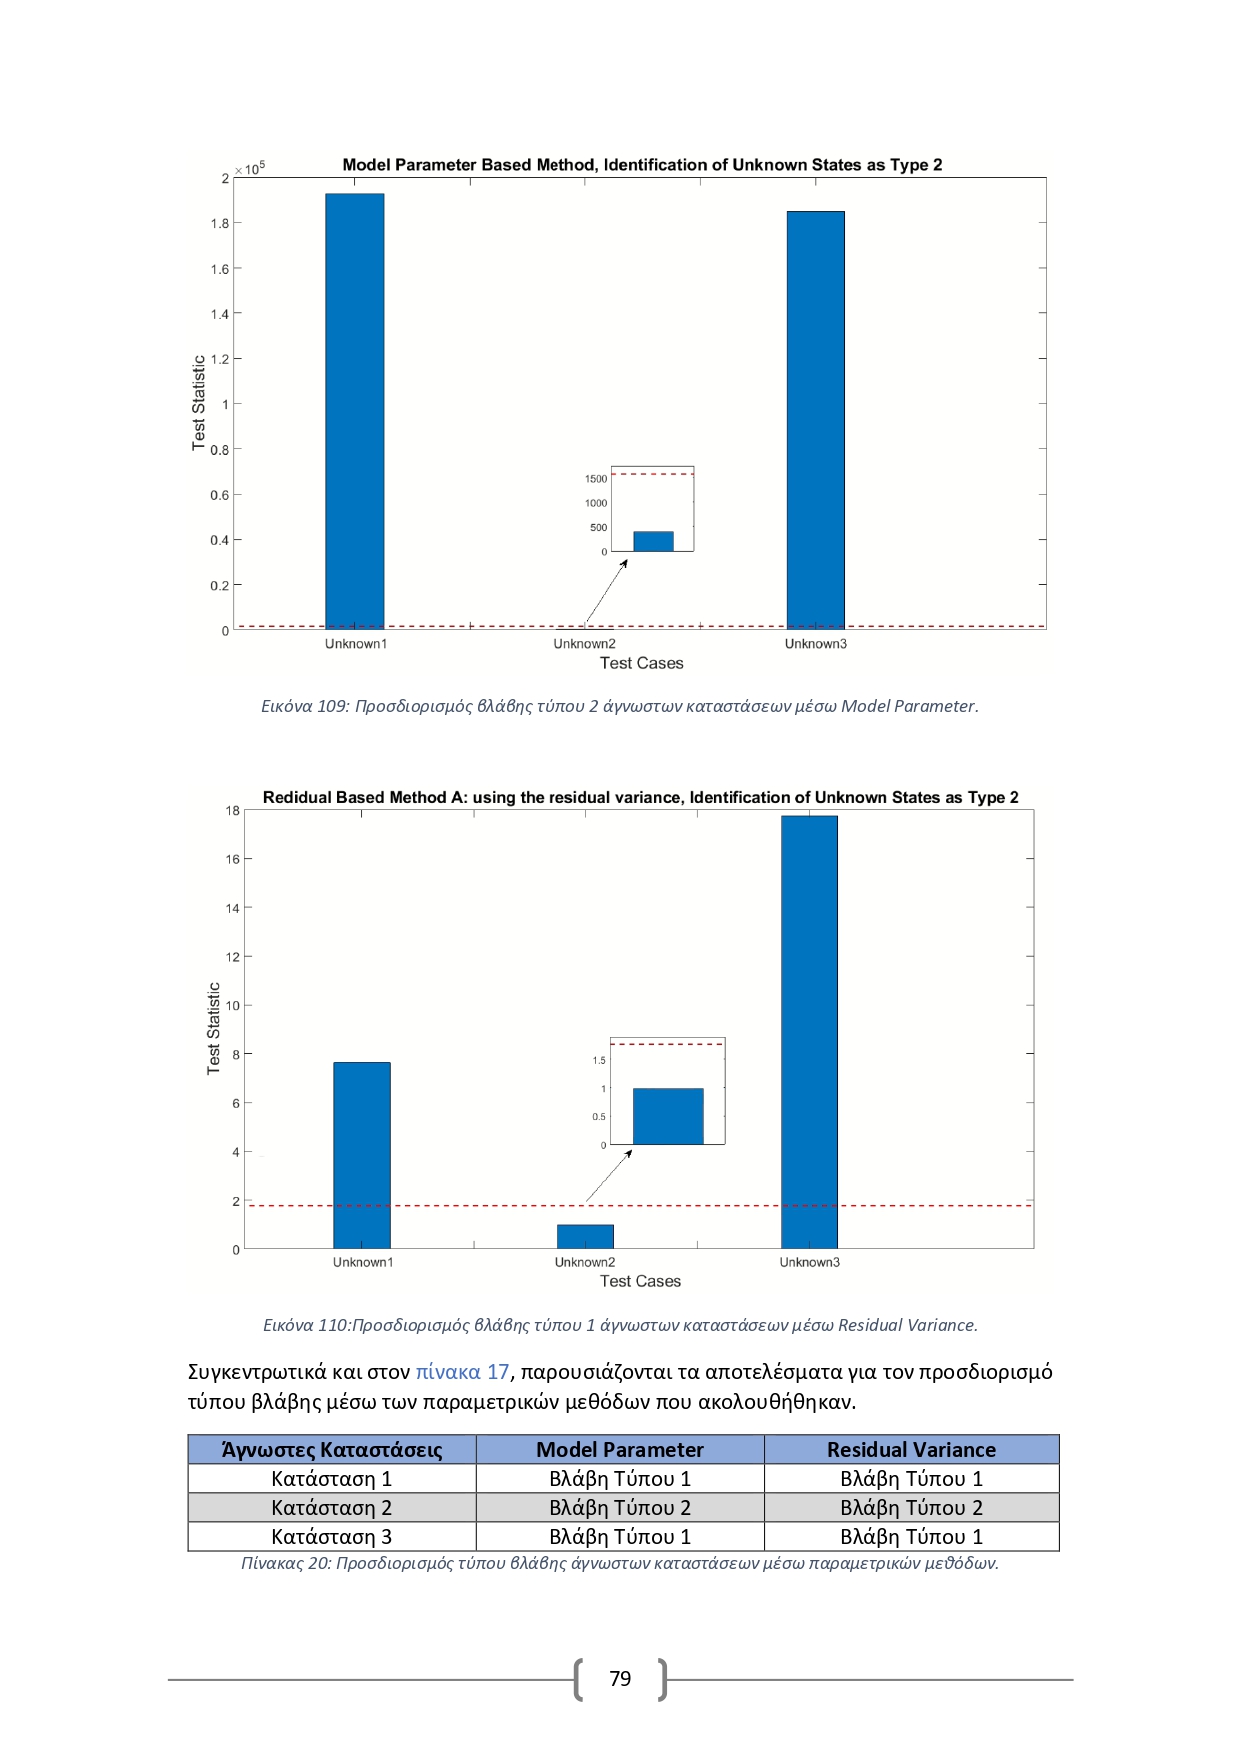 Model Parameter Based Method, Identification of Unknown States as Type 2
×10⁵
2
1.8
1.6
1.4
1.2
1
0.8
0.6
0.4
0.2
0
Test Statistic
1500
1000
500
0
Unknown1 Unknown2 Unknown3
Test Cases
Εικόνα 109: Προσδιορισμός βλάβης τύπου 2 άγνωστων καταστάσεων μέσω Model Parameter.
Redidual Based Method A: using the residual variance, Identification of Unknown States as Type 2
18
16
14
12
10
8
6
4
2
0
Test Statistic
1.5
1
0.5
0
Unknown1 Unknown2 Unknown3
Test Cases
Εικόνα 110:Προσδιορισμός βλάβης τύπου 1 άγνωστων καταστάσεων μέσω Residual Variance.
Συγκεντρωτικά και στον πίνακα 17, παρουσιάζονται τα αποτελέσματα για τον προσδιορισμό
τύπου βλάβης μέσω των παραμετρικών μεθόδων που ακολουθήθηκαν.
Άγνωστες Καταστάσεις Model Parameter Residual Variance
Κατάσταση 1 Βλάβη Τύπου 1 Βλάβη Τύπου 1
Κατάσταση 2 Βλάβη Τύπου 2 Βλάβη Τύπου 2
Κατάσταση 3 Βλάβη Τύπου 1 Βλάβη Τύπου 1
Πίνακας 20: Προσδιορισμός τύπου βλάβης άγνωστων καταστάσεων μέσω παραμετρικών μεθόδων.
79